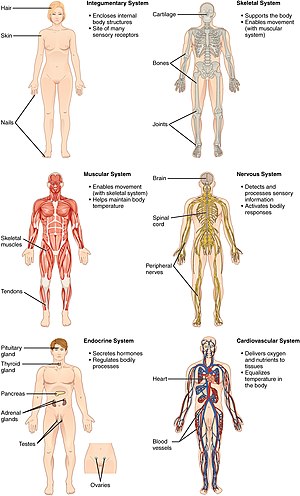 Integumentary System
Hair
• Encloses internal
body structures
• Site of many
sensory receptors
Skin
Nails
Skeletal System
Cartilage
• Supports the body
• Enables movement
(with muscular
system)
Bones
Joints
Muscular System
• Enables movement
(with skeletal system)
• Helps maintain body
temperature
Skeletal
muscles
Tendons
Nervous System
Brain
• Detects and
processes sensory
information
• Activates bodily
responses
Spinal
cord
Peripheral
nerves
Endocrine System
Pituitary
gland
Thyroid
gland
• Secretes hormones
• Regulates bodily
processes
Pancreas
Adrenal
glands
Testes
Ovaries
Cardiovascular System
• Delivers oxygen
and nutrients to
tissues
• Equalizes
temperature in
the body
Heart
Blood
vessels